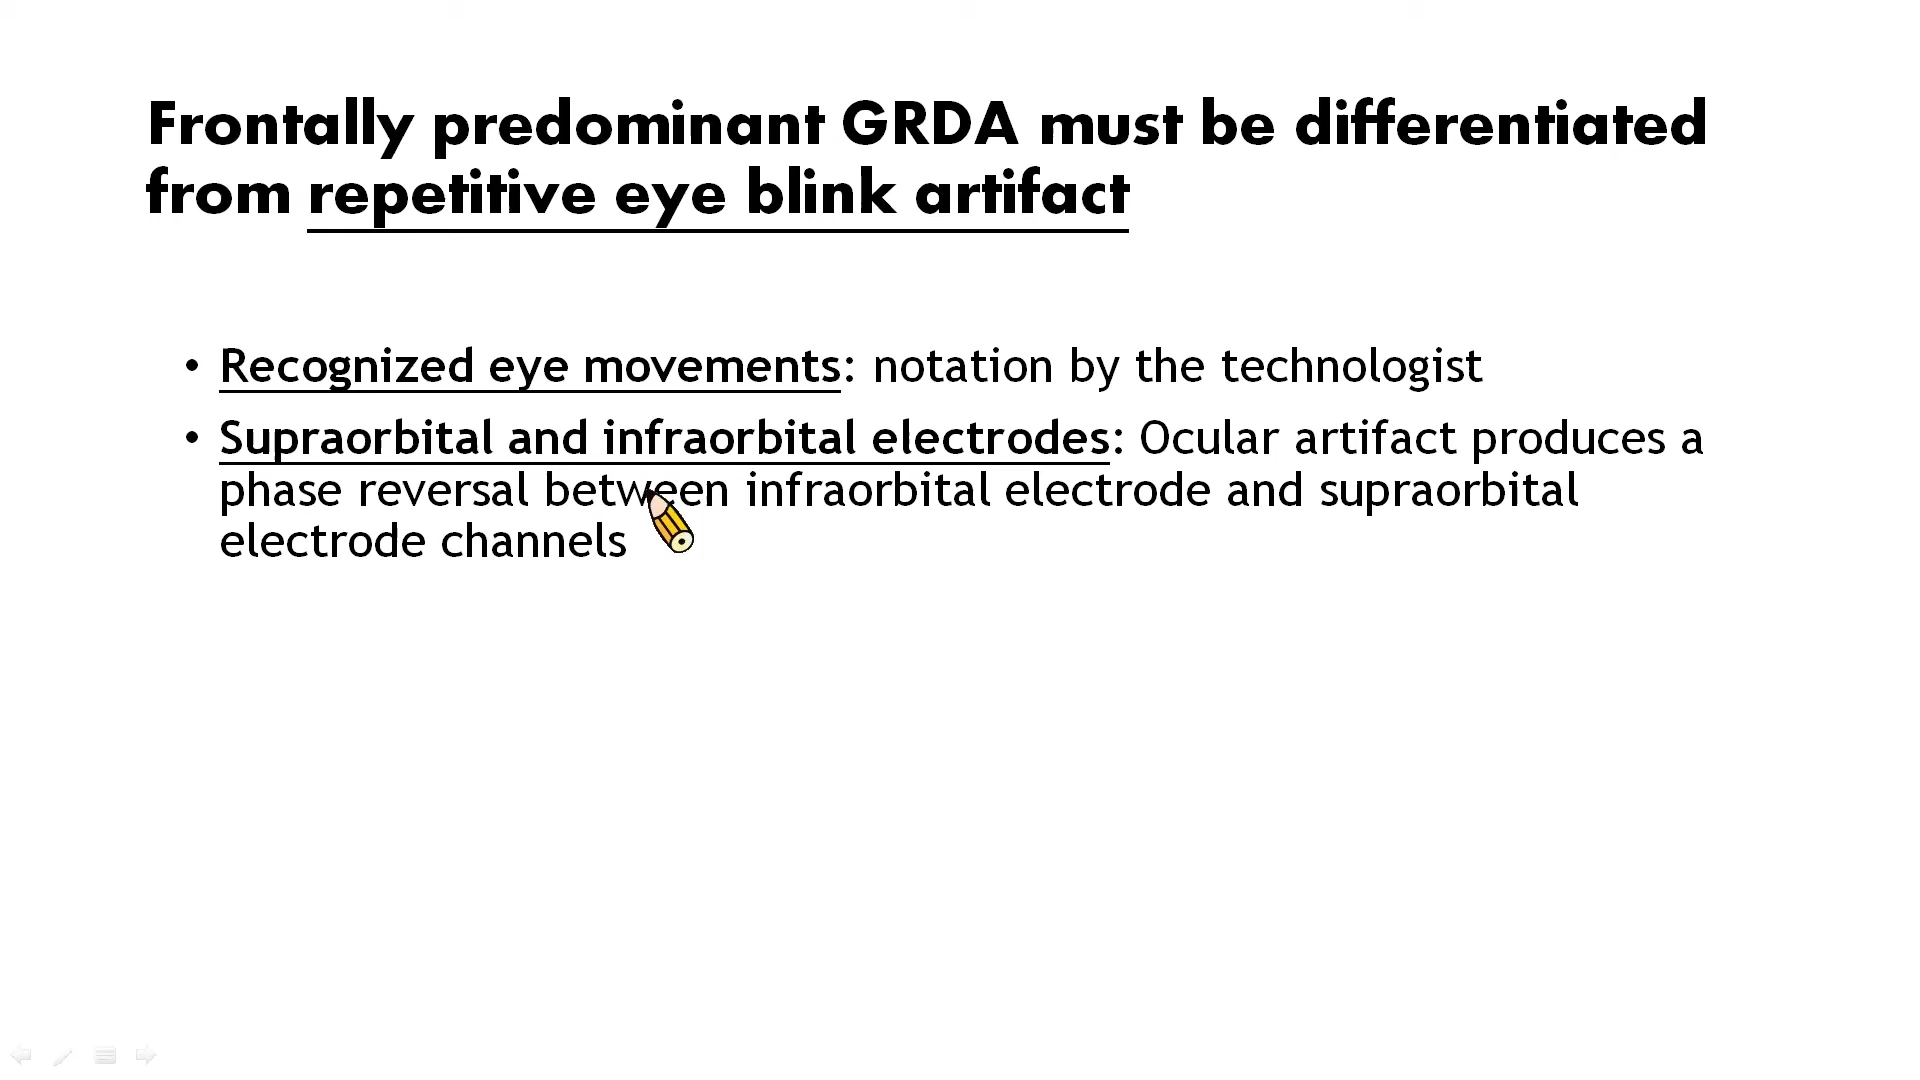 Frontally predominant GRDA must be differentiated
from repetitive eye blink artifact
• Recognized eye movements: notation by the technologist
• Supraorbital and infraorbital electrodes: Ocular artifact produces a
phase reversal between infraorbital electrode and supraorbital
electrode channels